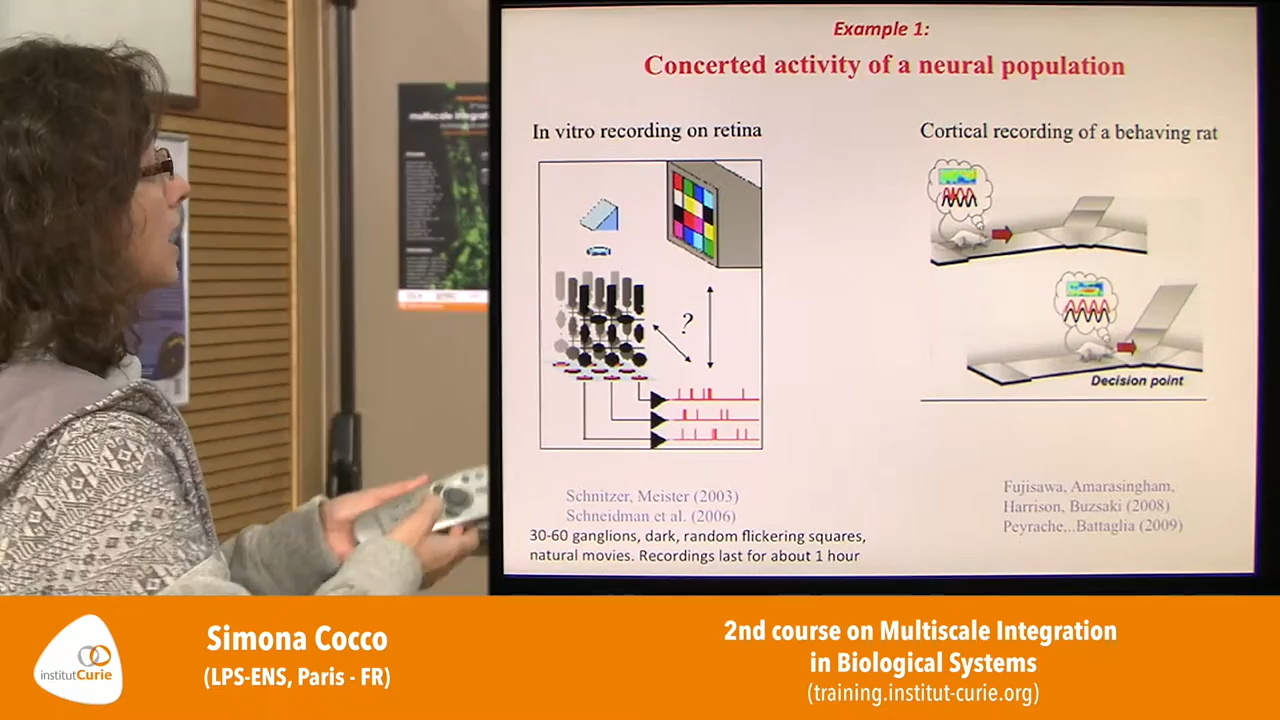 Example 1:
Concerted activity of a neural population
In vitro recording on retina
Cortical recording of a behaving rat
?
Decision point
Schnitzer, Meister (2003)
Schneidman et al. (2006)
30-60 ganglions, dark, random flickering squares,
natural movies. Recordings last for about 1 hour
Fujisawa, Amarasingham,
Harrison, Buzsaki (2008)
Peyrache,..Battaglia (2009)
multiscale integrat
institutCurie
Simona Cocco
(LPS-ENS, Paris - FR)
2nd course on Multiscale Integration
in Biological Systems
(training.institut-curie.org)